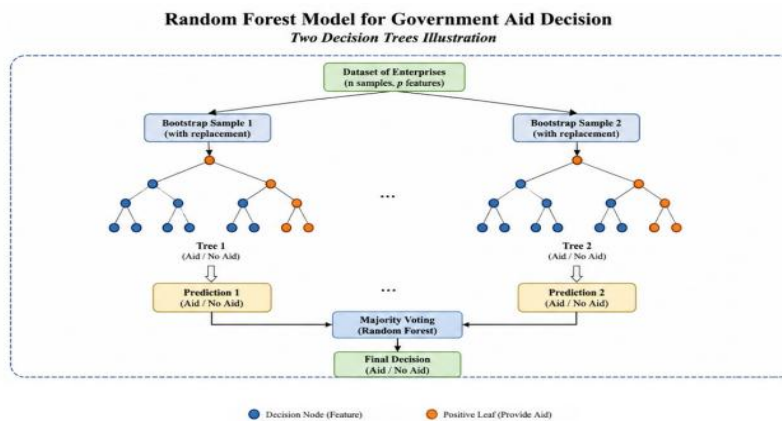 Random Forest Model for Government Aid Decision
Two Decision Trees Illustration
Dataset of Enterprises
(n samples, p features)
Bootstrap Sample 1
(with replacement)
Bootstrap Sample 2
(with replacement)
...
Tree 1
(Aid / No Aid)
Tree 2
(Aid / No Aid)
Prediction 1
(Aid / No Aid)
...
Prediction 2
(Aid / No Aid)
Majority Voting
(Random Forest)
Final Decision
(Aid / No Aid)
Decision Node (Feature)
Positive Leaf (Provide Aid)